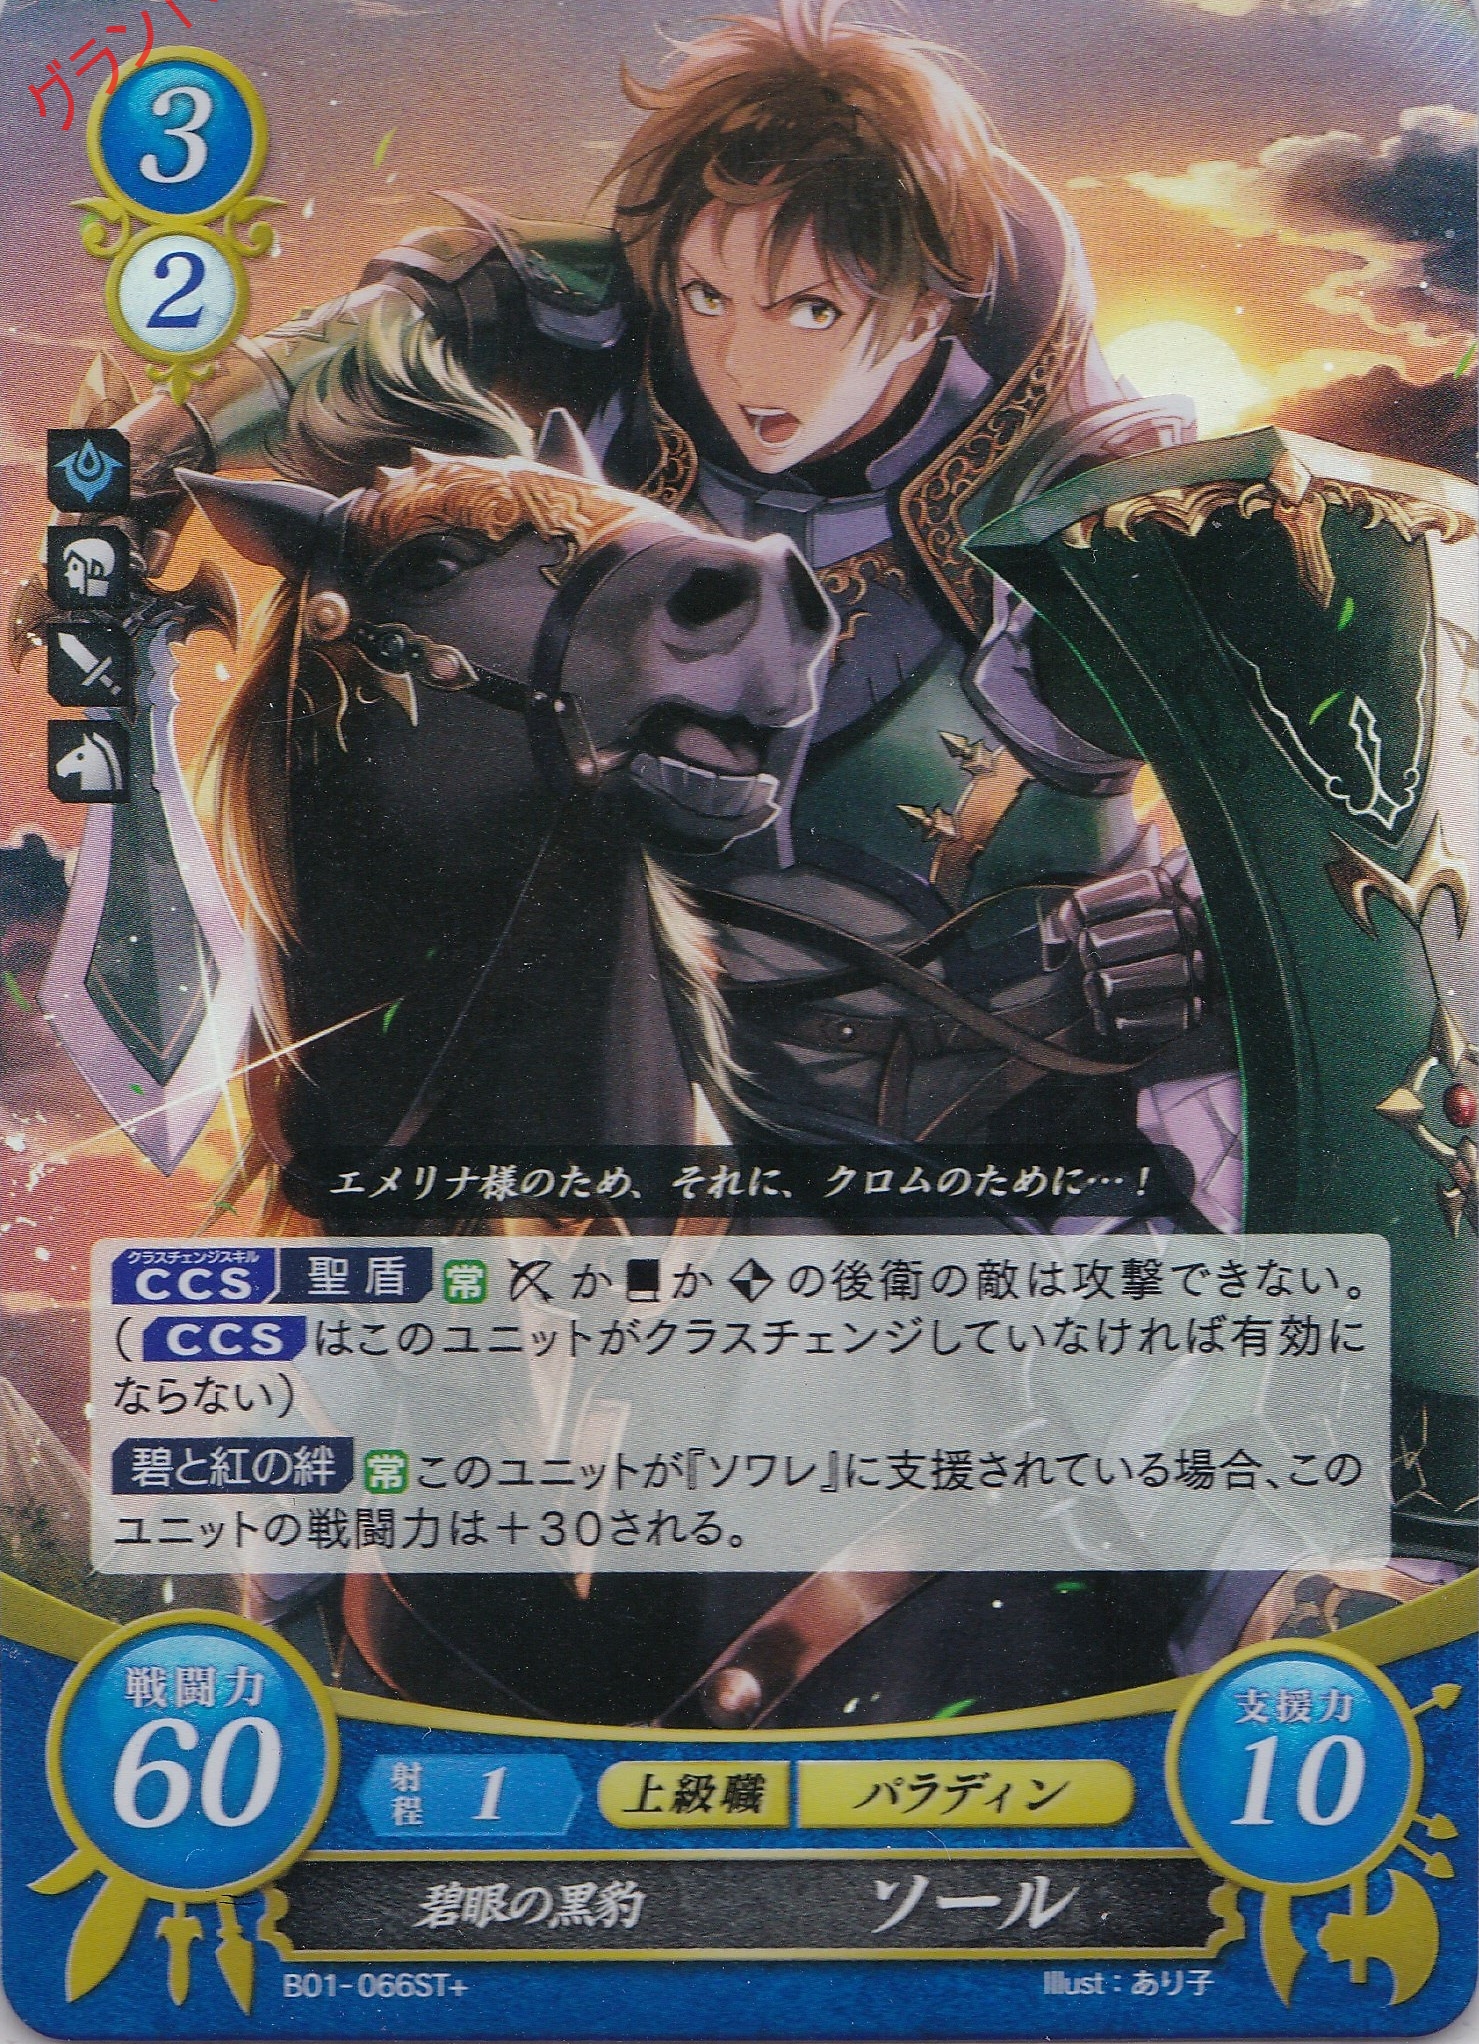 グラン
3
2
エメリナ様のため、それに、クロムのために…！
クラスチェンジスキル
CCS 聖盾 常 か か の後衛の敵は攻撃できない。
（CCSはこのユニットがクラスチェンジしていなければ有効に
ならない）
碧と紅の絆 常 このユニットが『ソワレ』に支援されている場合、この
ユニットの戦闘力は＋30される。
戦闘力
60
射程 1
上級職 パラディン
支援力
10
碧眼の黒豹 ソール
B01-066ST+
Illust：あり子